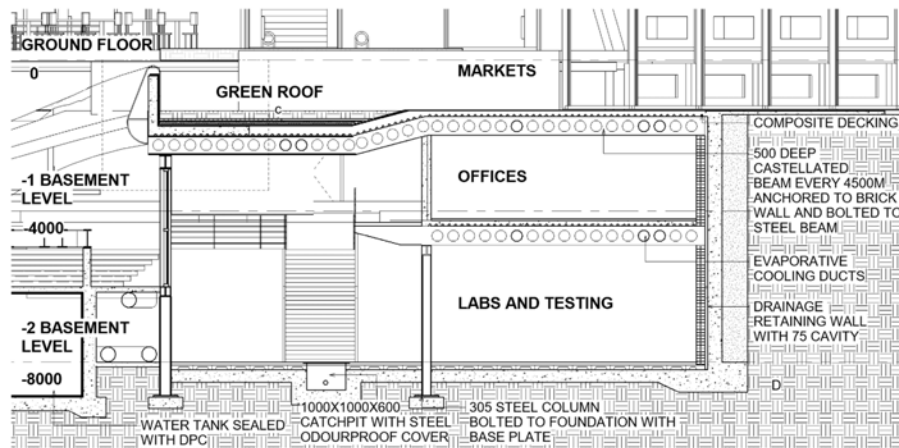 GROUND FLOOR
0
MARKETS
GREEN ROOF
C
COMPOSITE DECKING
500 DEEP
CASTELLATED
BEAM EVERY 4500M
ANCHORED TO BRICK
WALL AND BOLTED TO
STEEL BEAM
-1 BASEMENT
LEVEL
-4000
OFFICES
EVAPORATIVE
COOLING DUCTS
LABS AND TESTING
DRAINAGE
RETAINING WALL
WITH 75 CAVITY
-2 BASEMENT
LEVEL
-8000
D
WATER TANK SEALED
WITH DPC
1000X1000X600
CATCHPIT WITH STEEL
ODOURPROOF COVER
305 STEEL COLUMN
BOLTED TO FOUNDATION WITH
BASE PLATE